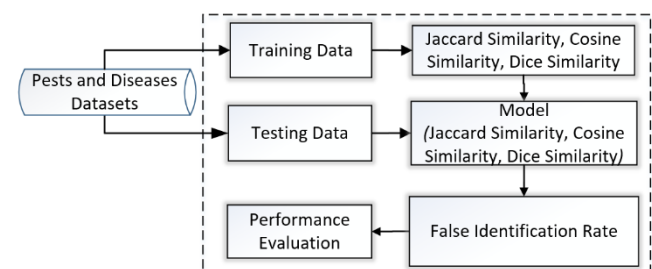 Pests and Diseases
Datasets
Training Data
Jaccard Similarity, Cosine
Similarity, Dice Similarity
Testing Data
Model
(Jaccard Similarity, Cosine
Similarity, Dice Similarity)
False Identification Rate
Performance
Evaluation